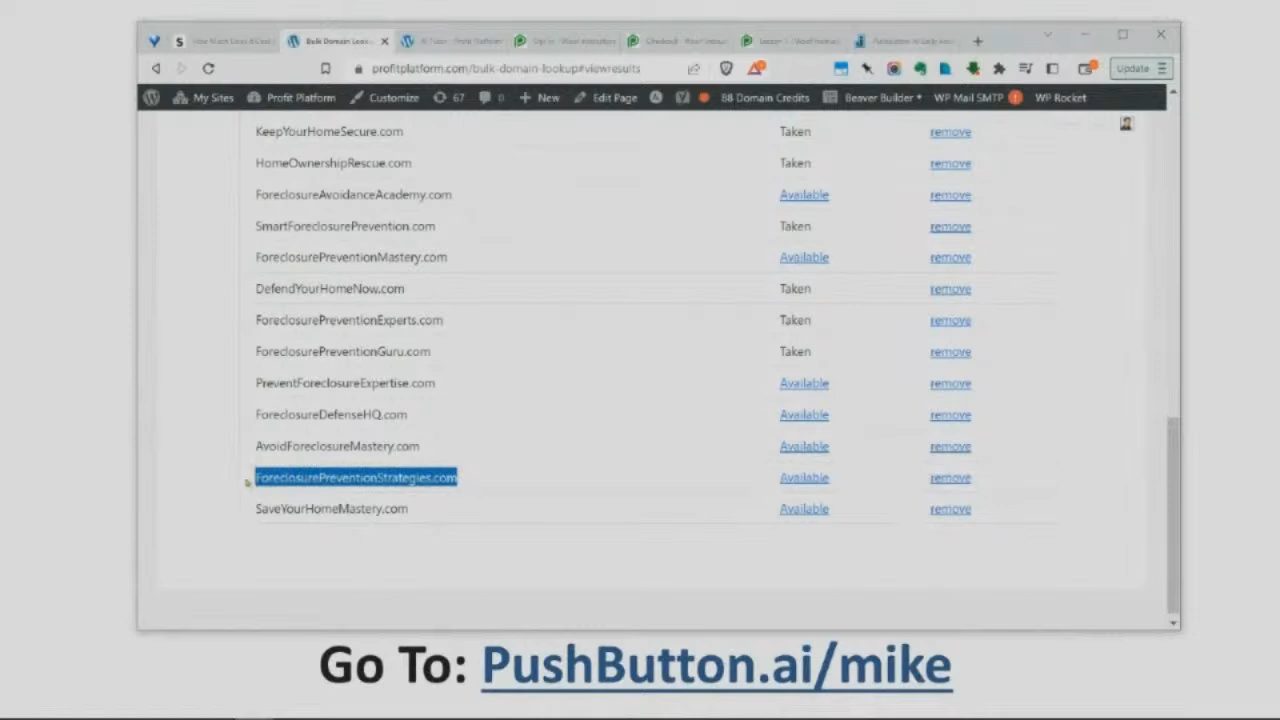 Bulk Domain Look...
profitplatform.com/bulk-domain-lookup#viewresults
Update
My Sites Profit Platform Customize 67 0 New Edit Page 88 Domain Credits Beaver Builder WP Mail SMTP WP Rocket
KeepYourHomeSecure.com Taken remove
HomeOwnershipRescue.com Taken remove
ForeclosureAvoidanceAcademy.com Available remove
SmartForeclosurePrevention.com Taken remove
ForeclosurePreventionMastery.com Available remove
DefendYourHomeNow.com Taken remove
ForeclosurePreventionExperts.com Taken remove
ForeclosurePreventionGuru.com Taken remove
PreventForeclosureExpertise.com Available remove
ForeclosureDefenseHQ.com Available remove
AvoidForeclosureMastery.com Available remove
ForeclosurePreventionStrategies.com Available remove
SaveYourHomeMastery.com Available remove
Go To: PushButton.ai/mike